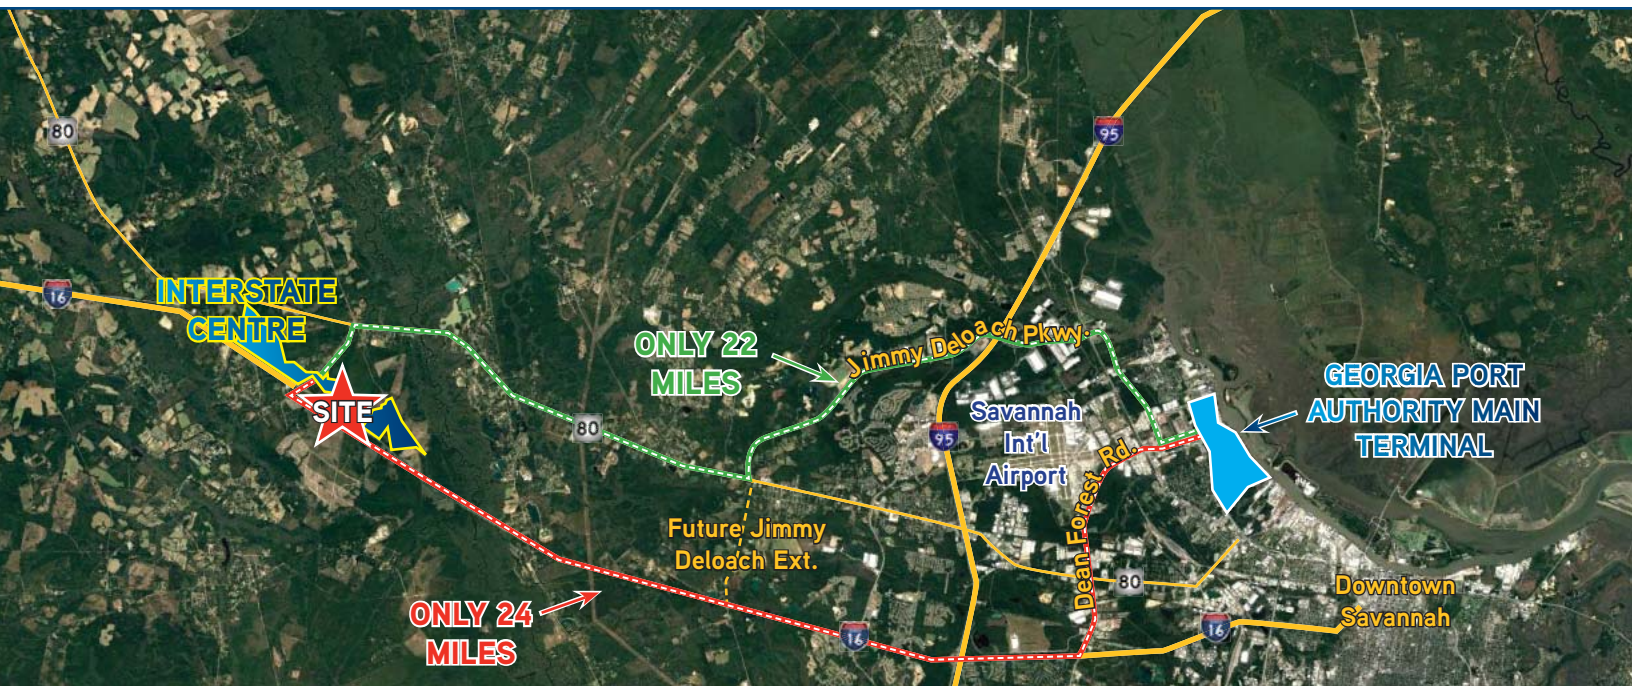 95
80
16
INTERSTATE
CENTRE
ONLY 22
MILES
Jimmy Deloach Pkwy.
SITE
80
95
Savannah
Int'l
Airport
GEORGIA PORT
AUTHORITY MAIN
TERMINAL
Dean Forest Rd.
Future Jimmy
Deloach Ext.
80
Downtown
Savannah
ONLY 24
MILES
16
16